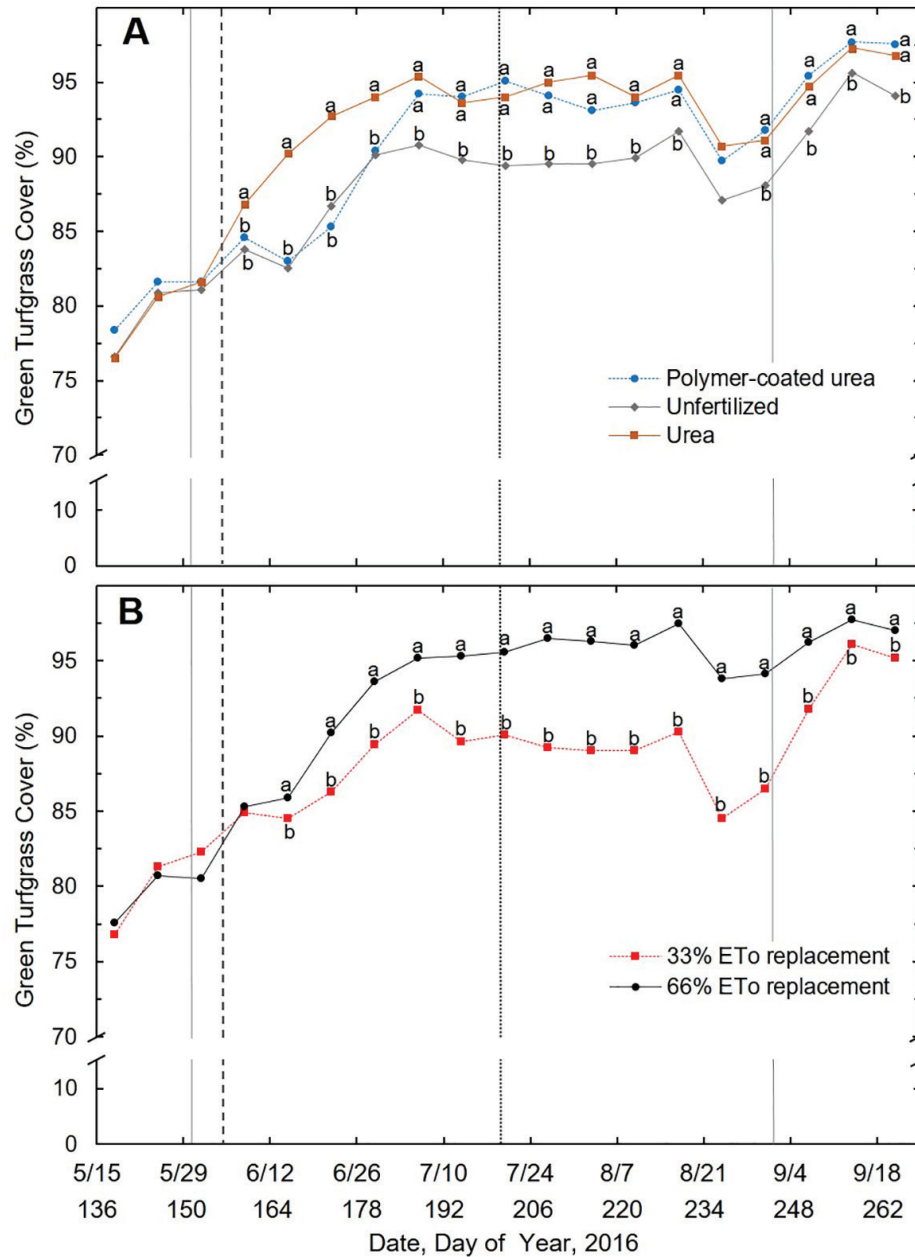 A
95
90
85
80
75
70
10
0
Green Turfgrass Cover (%)
a a a a a a a a a a a a a a a
a a a a a a a a a a a
b b b b b b b b b b b b b b b b b
Polymer-coated urea
Unfertilized
Urea
B
95
90
85
80
75
70
10
0
Green Turfgrass Cover (%)
a a a a a a a a a a a a a a
b b b b b b b b b b b b b b
33% ETo replacement
66% ETo replacement
5/15 5/29 6/12 6/26 7/10 7/24 8/7 8/21 9/4 9/18
136 150 164 178 192 206 220 234 248 262
Date, Day of Year, 2016